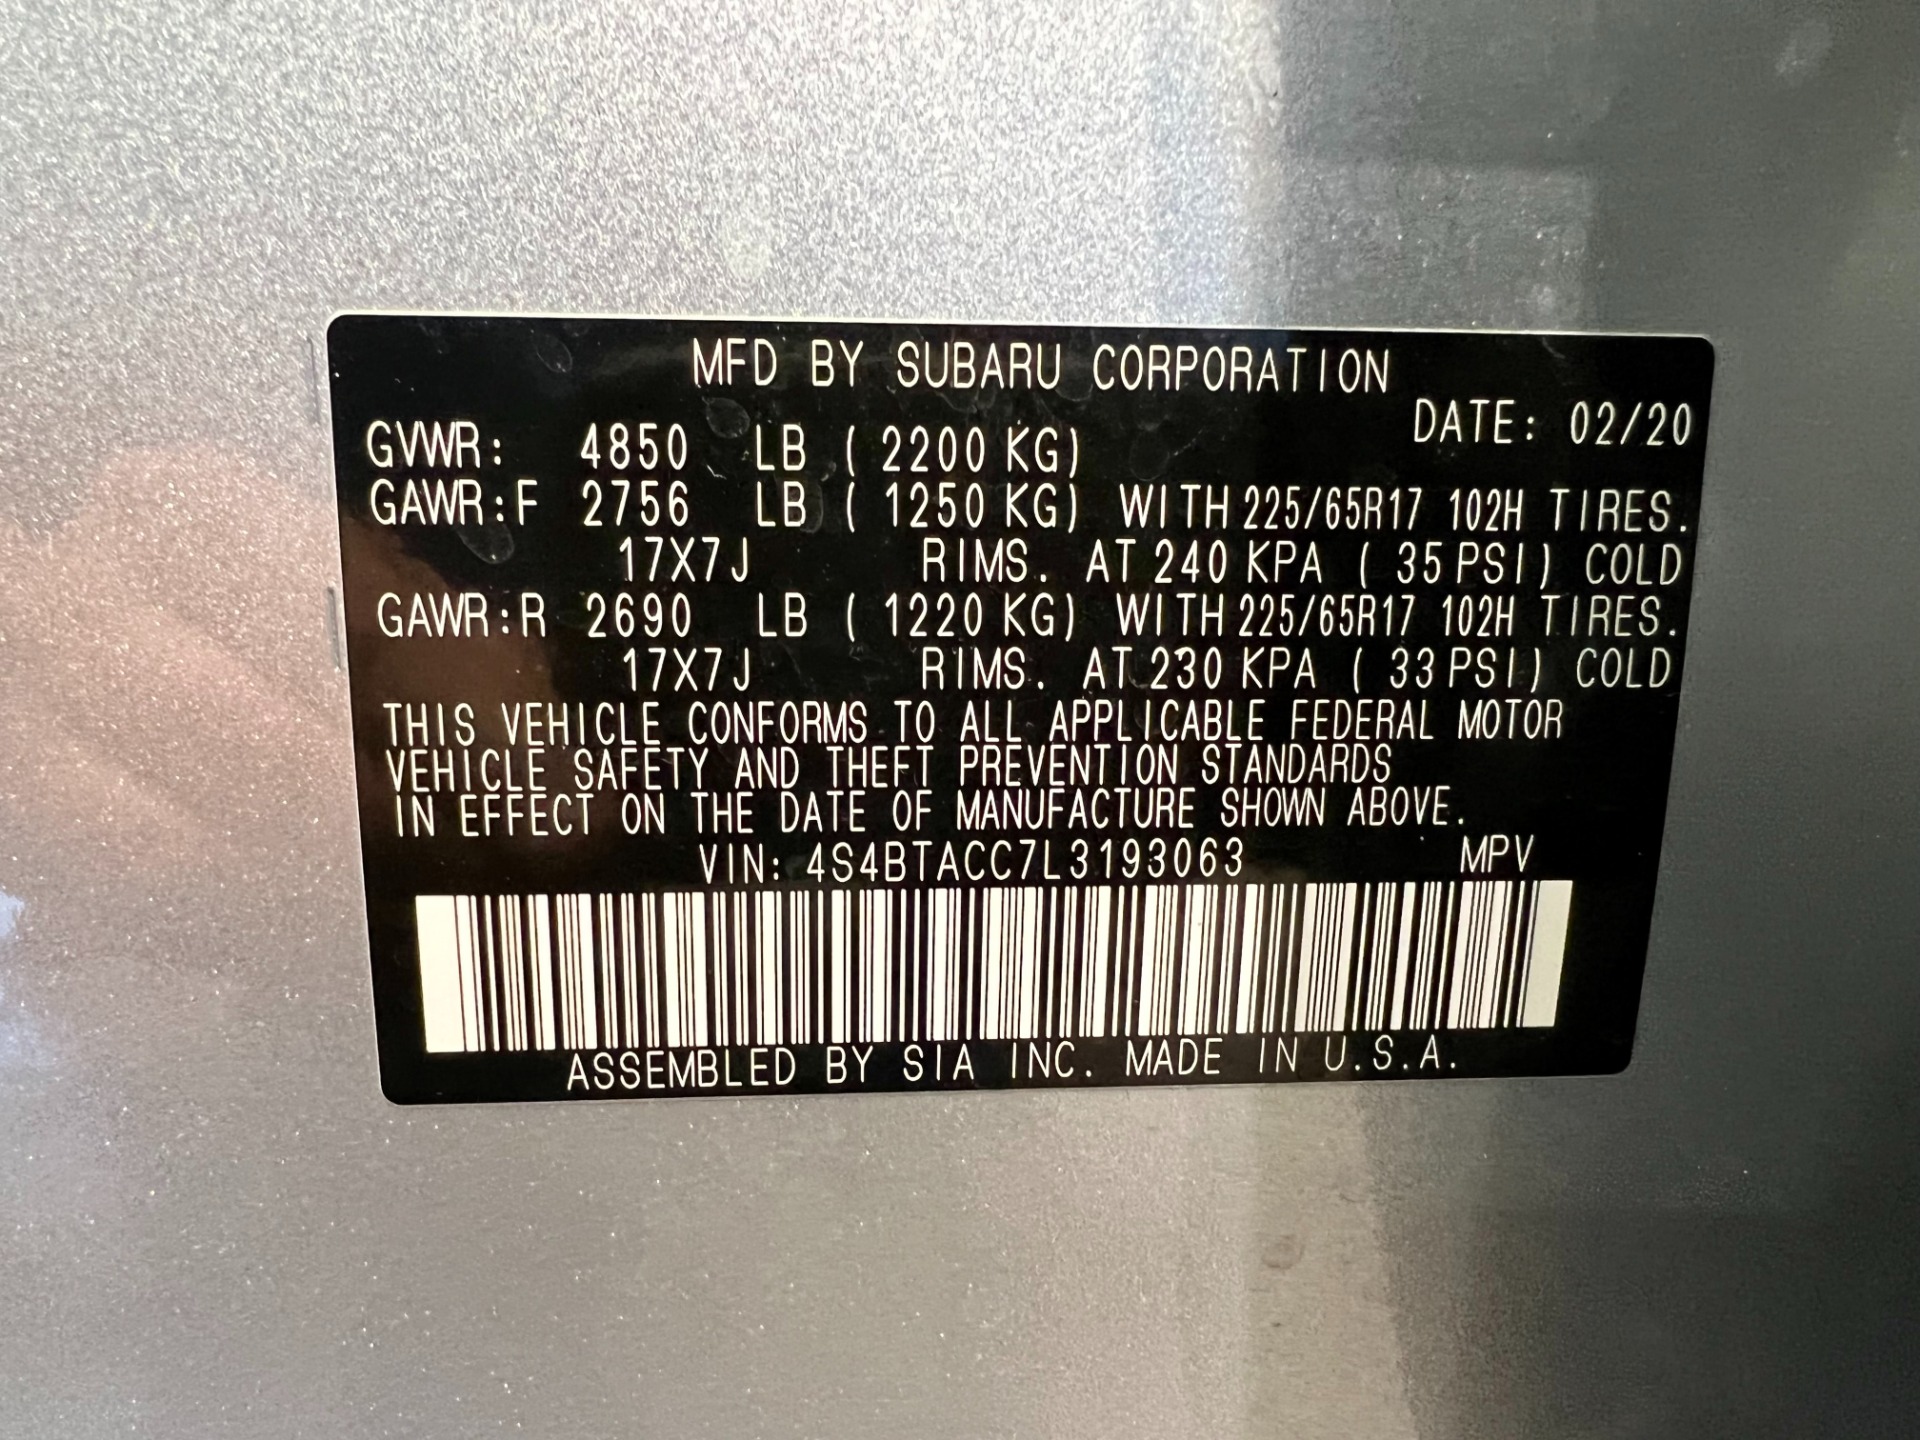 MFD BY SUBARU CORPORATION
DATE: 02/20
GVWR: 4850 LB ( 2200 KG)
GAWR:F 2756 LB ( 1250 KG) WITH 225/65R17 102H TIRES.
17X7J RIMS. AT 240 KPA ( 35 PSI) COLD
GAWR:R 2690 LB ( 1220 KG) WITH 225/65R17 102H TIRES.
17X7J RIMS. AT 230 KPA ( 33 PSI) COLD
THIS VEHICLE CONFORMS TO ALL APPLICABLE FEDERAL MOTOR
VEHICLE SAFETY AND THEFT PREVENTION STANDARDS
IN EFFECT ON THE DATE OF MANUFACTURE SHOWN ABOVE.
VIN: 4S4BTACC7L3193063 MPV
ASSEMBLED BY SIA INC. MADE IN U.S.A.